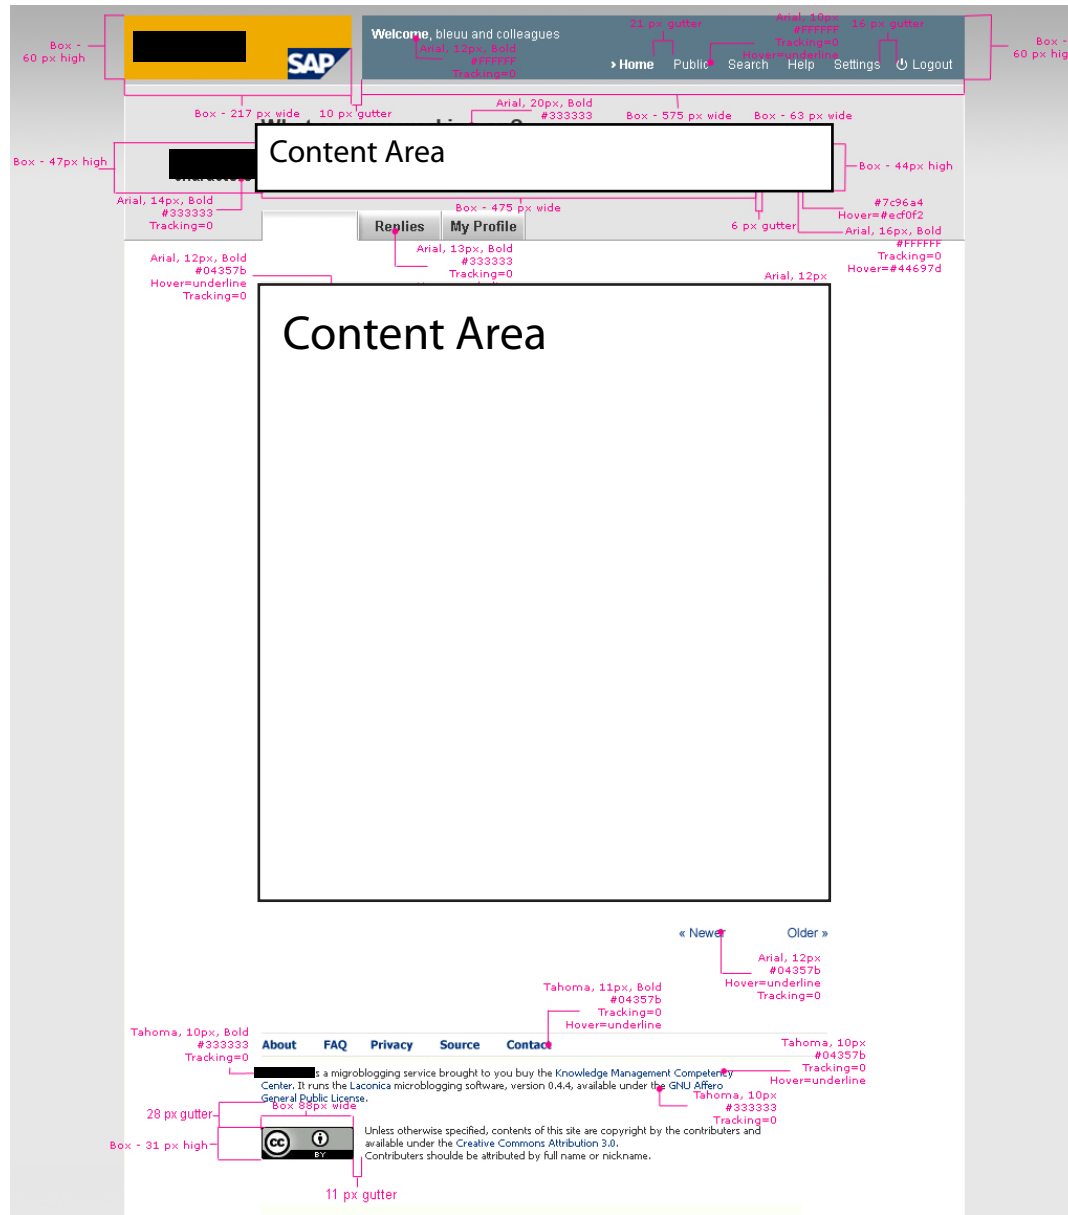 Box -
60 px high
SAP
Welcome, bleuu and colleagues
Arial, 12px, Bold
#FFFFFF
Tracking=0
21 px gutter
Arial, 10px
#FFFFFF
Tracking=0
Hover=underline
16 px gutter
› Home Public Search Help Settings Logout
Box -
60 px hig
Box - 217 px wide
10 px gutter
Arial, 20px, Bold
#333333
Box - 575 px wide
Box - 63 px wide
Box - 47px high
Content Area
Box - 44px high
Arial, 14px, Bold
#333333
Tracking=0
Box - 475 px wide
6 px gutter
#7c96a4
Hover=#ecf0f2
Arial, 16px, Bold
#FFFFFF
Tracking=0
Hover=#44697d
Replies My Profile
Arial, 13px, Bold
#333333
Tracking=0
Arial, 12px, Bold
#04357b
Hover=underline
Tracking=0
Arial, 12px
Content Area
« Newer Older »
Arial, 12px
#04357b
Hover=underline
Tracking=0
Tahoma, 11px, Bold
#04357b
Tracking=0
Hover=underline
Tahoma, 10px, Bold
#333333
Tracking=0
About FAQ Privacy Source Contact
Tahoma, 10px
#04357b
Tracking=0
Hover=underline
s a migroblogging service brought to you buy the Knowledge Management Competency
Center. It runs the Laconica microblogging software, version 0.4.4, available under the GNU Affero
General Public License.
Tahoma, 10px
#333333
Tracking=0
28 px gutter
Box 88px wide
Box - 31 px high
cc
BY
Unless otherwise specified, contents of this site are copyright by the contributers and
available under the Creative Commons Attribution 3.0.
Contributers shoulde be attributed by full name or nickname.
11 px gutter